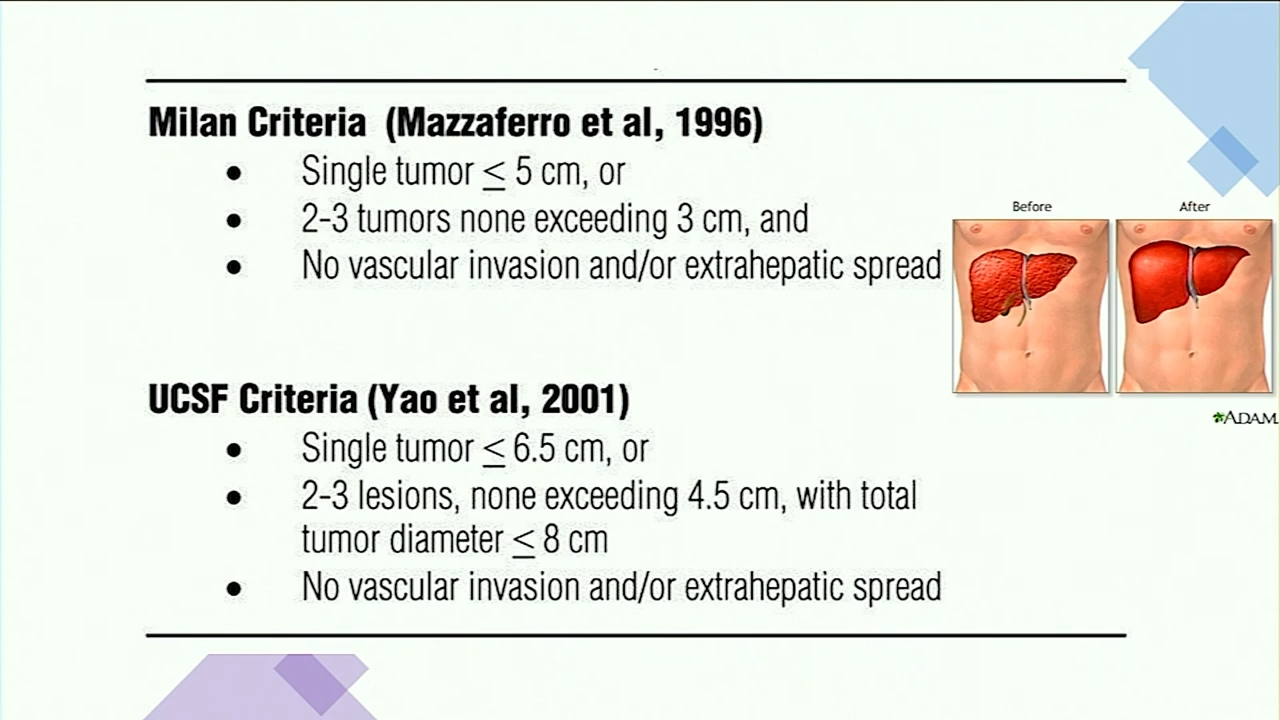 Milan Criteria (Mazzaferro et al, 1996)
• Single tumor ≤ 5 cm, or
• 2-3 tumors none exceeding 3 cm, and
• No vascular invasion and/or extrahepatic spread
Before After
ADAM
UCSF Criteria (Yao et al, 2001)
• Single tumor ≤ 6.5 cm, or
• 2-3 lesions, none exceeding 4.5 cm, with total
tumor diameter ≤ 8 cm
• No vascular invasion and/or extrahepatic spread